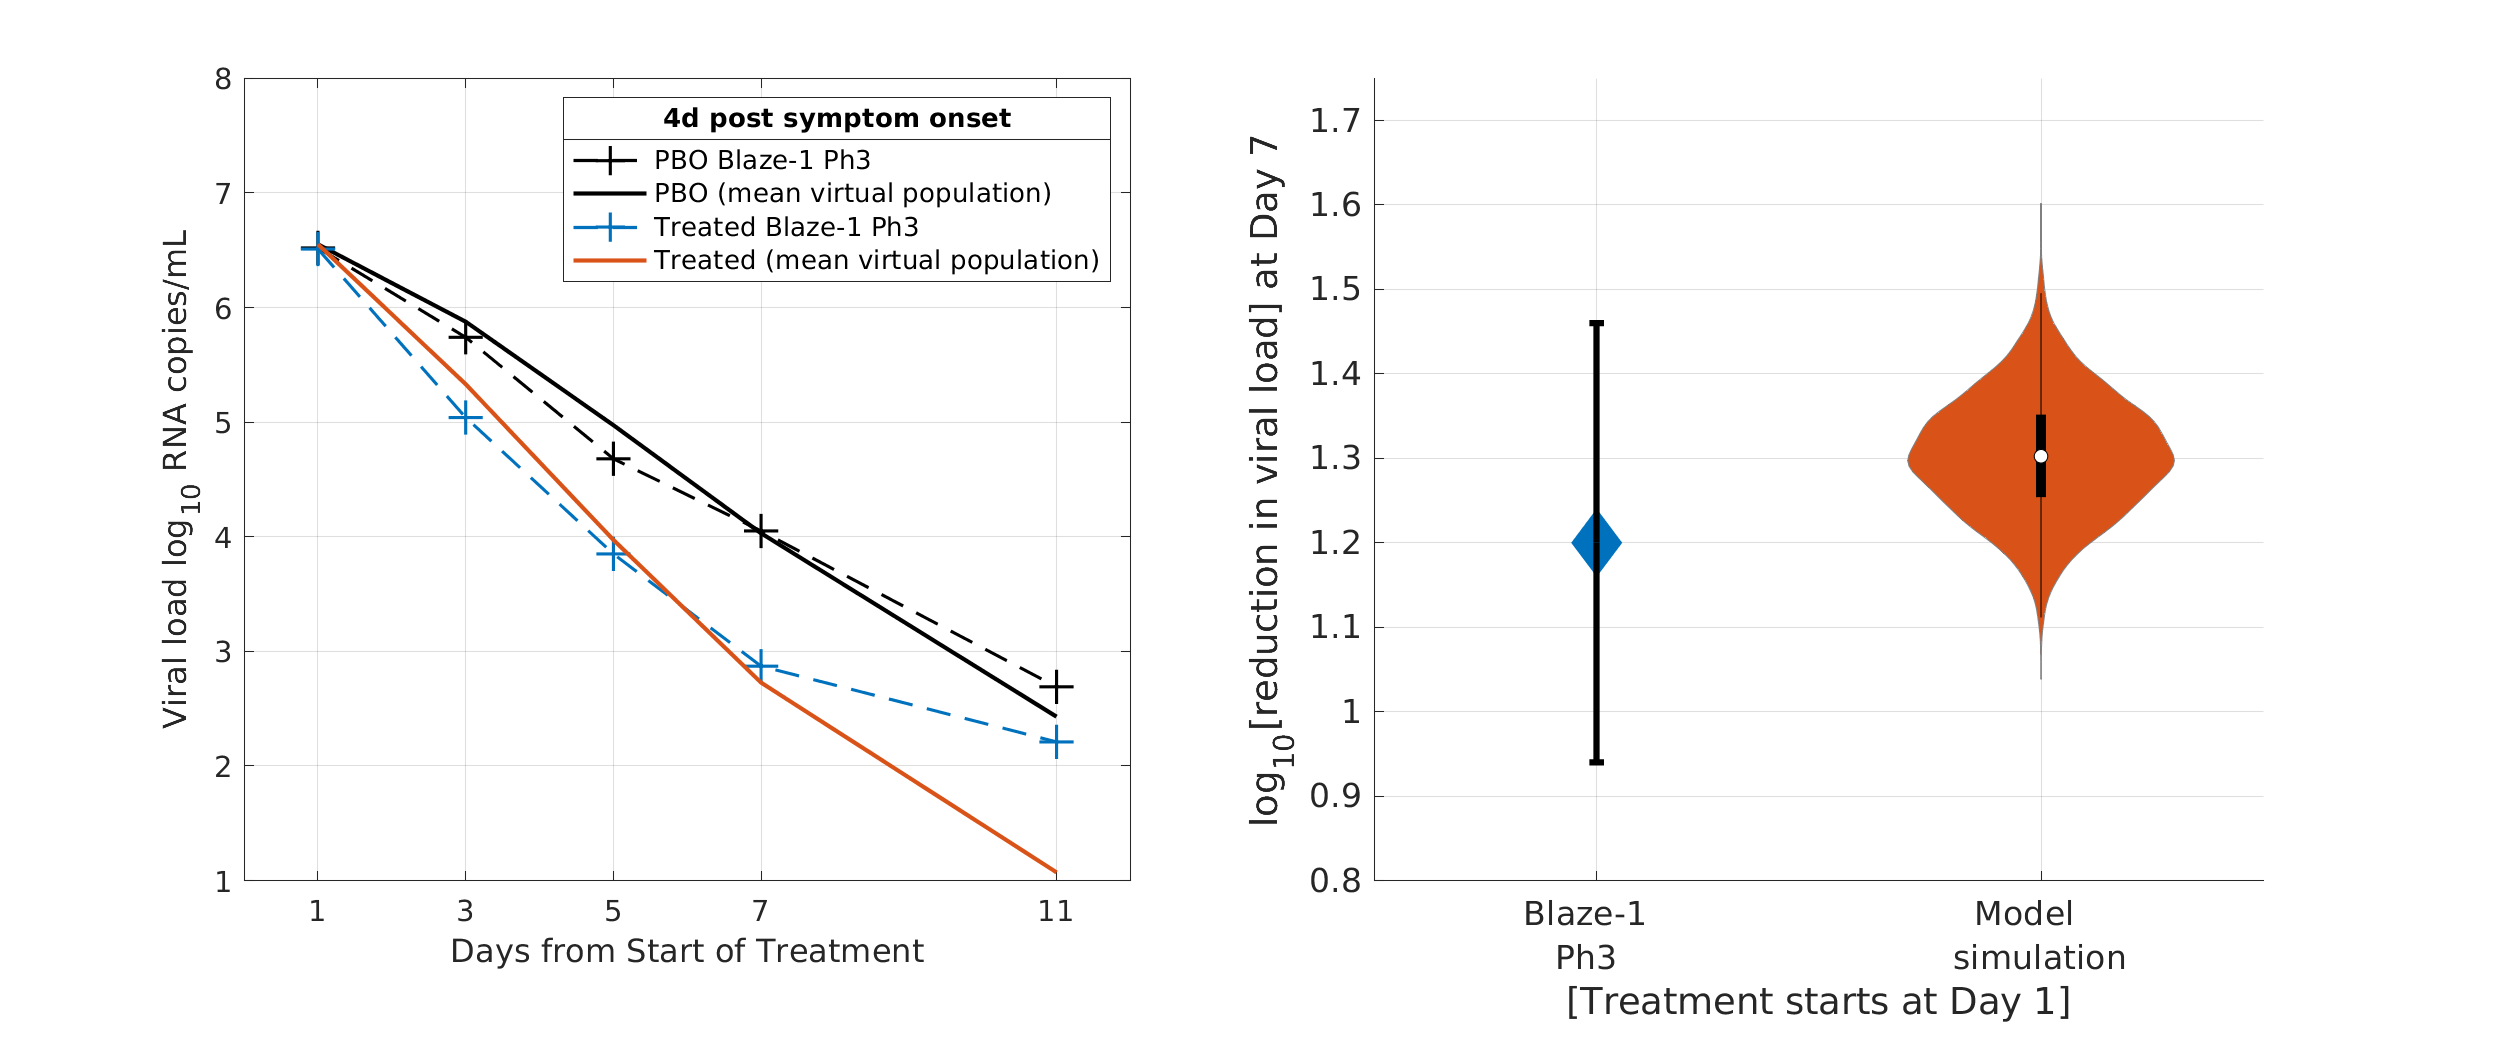 8
7
6
5
4
3
2
1
Viral load log10 RNA copies/mL
4d post symptom onset
PBO Blaze-1 Ph3
PBO (mean virtual population)
Treated Blaze-1 Ph3
Treated (mean virtual population)
1 3 5 7 11
Days from Start of Treatment
log10[reduction in viral load] at Day 7
1.7
1.6
1.5
1.4
1.3
1.2
1.1
1
0.9
0.8
Blaze-1
Ph3
Model
simulation
[Treatment starts at Day 1]